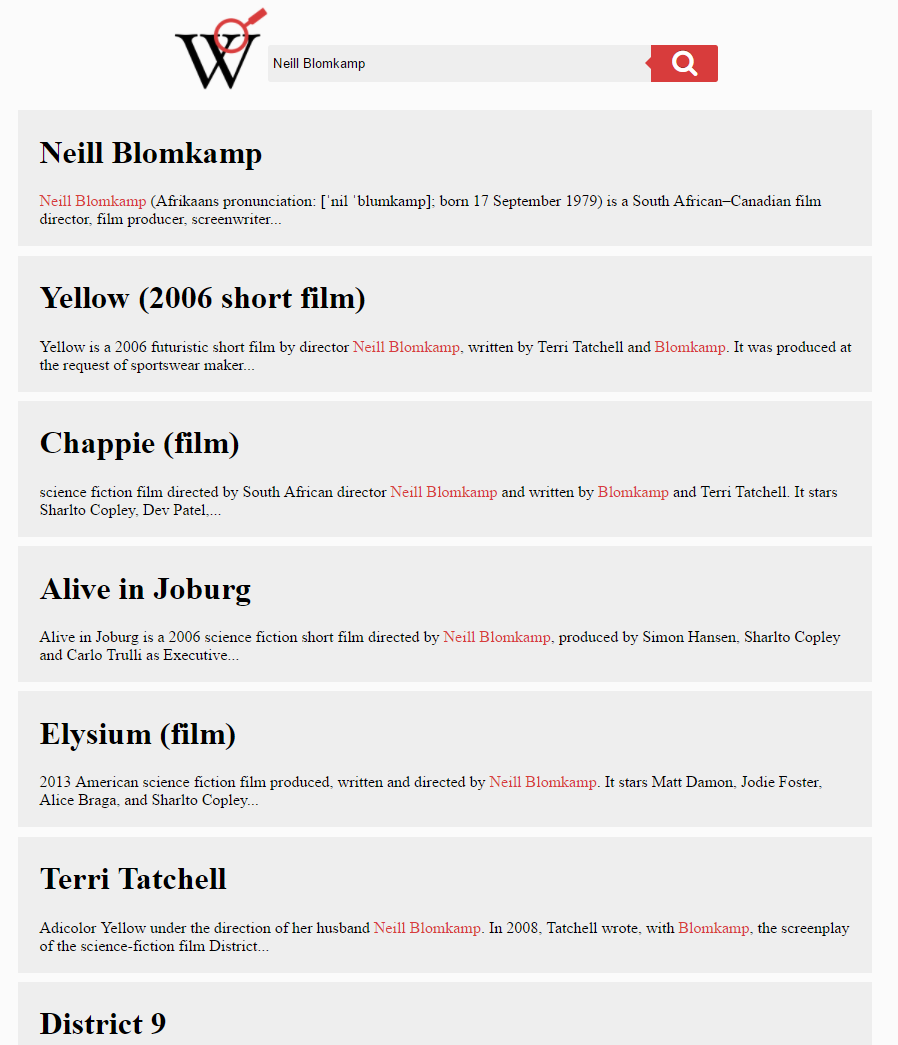 W
Neill Blomkamp
Neill Blomkamp
Neill Blomkamp (Afrikaans pronunciation: [ˈnil ˈblumkamp]; born 17 September 1979) is a South African–Canadian film
director, film producer, screenwriter...
Yellow (2006 short film)
Yellow is a 2006 futuristic short film by director Neill Blomkamp, written by Terri Tatchell and Blomkamp. It was produced at
the request of sportswear maker...
Chappie (film)
science fiction film directed by South African director Neill Blomkamp and written by Blomkamp and Terri Tatchell. It stars
Sharlto Copley, Dev Patel,...
Alive in Joburg
Alive in Joburg is a 2006 science fiction short film directed by Neill Blomkamp, produced by Simon Hansen, Sharlto Copley
and Carlo Trulli as Executive...
Elysium (film)
2013 American science fiction film produced, written and directed by Neill Blomkamp. It stars Matt Damon, Jodie Foster,
Alice Braga, and Sharlto Copley...
Terri Tatchell
Adicolor Yellow under the direction of her husband Neill Blomkamp. In 2008, Tatchell wrote, with Blomkamp, the screenplay
of the science-fiction film District...
District 9